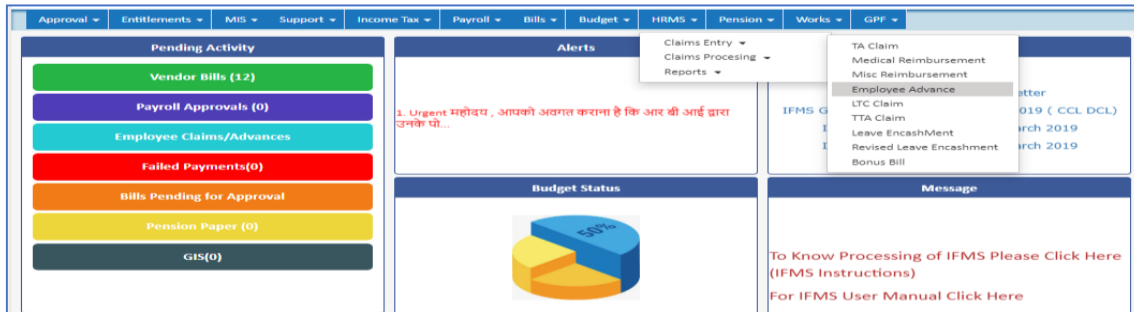 Approval Entitlements MIS Support Income Tax Payroll Bills Budget HRMS Pension Works GPF
Pending Activity
Vendor Bills (12)
Payroll Approvals (0)
Employee Claims/Advances
Failed Payments(0)
Bills Pending for Approval
Pension Paper (0)
GIS(0)
Alerts
1. Urgent महोदय , आपको अवगत कराना है कि आर बी आई द्वारा
उनके पो...
Claims Entry
Claims Procesing
Reports
TA Claim
Medical Reimbursement
Misc Reimbursement
Employee Advance
LTC Claim
TTA Claim
Leave EncashMent
Revised Leave Encashment
Bonus Bill
etter
IFMS G 019 ( CCL DCL)
I arch 2019
I rch 2019
Budget Status
50%
Message
To Know Processing of IFMS Please Click Here
(IFMS Instructions)
For IFMS User Manual Click Here